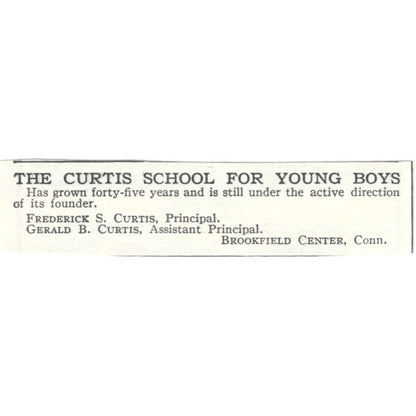 THE CURTIS SCHOOL FOR YOUNG BOYS
Has grown forty-five years and is still under the active direction
of its founder.
FREDERICK S. CURTIS, Principal.
GERALD B. CURTIS, Assistant Principal.
BROOKFIELD CENTER, Conn.